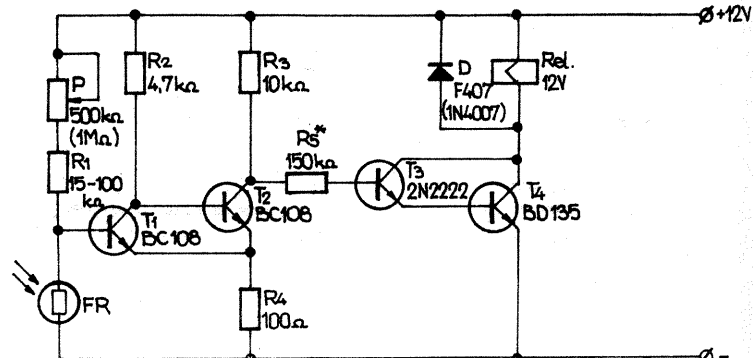 +12V
P
500kΩ
(1MΩ)
R1
15-100
kΩ
R2
4,7kΩ
R3
10kΩ
D
F407
(1N4007)
Rel.
12V
R5*
150kΩ
T1
BC108
T2
BC108
T3
2N2222
T4
BD135
FR
R4
100Ω
-